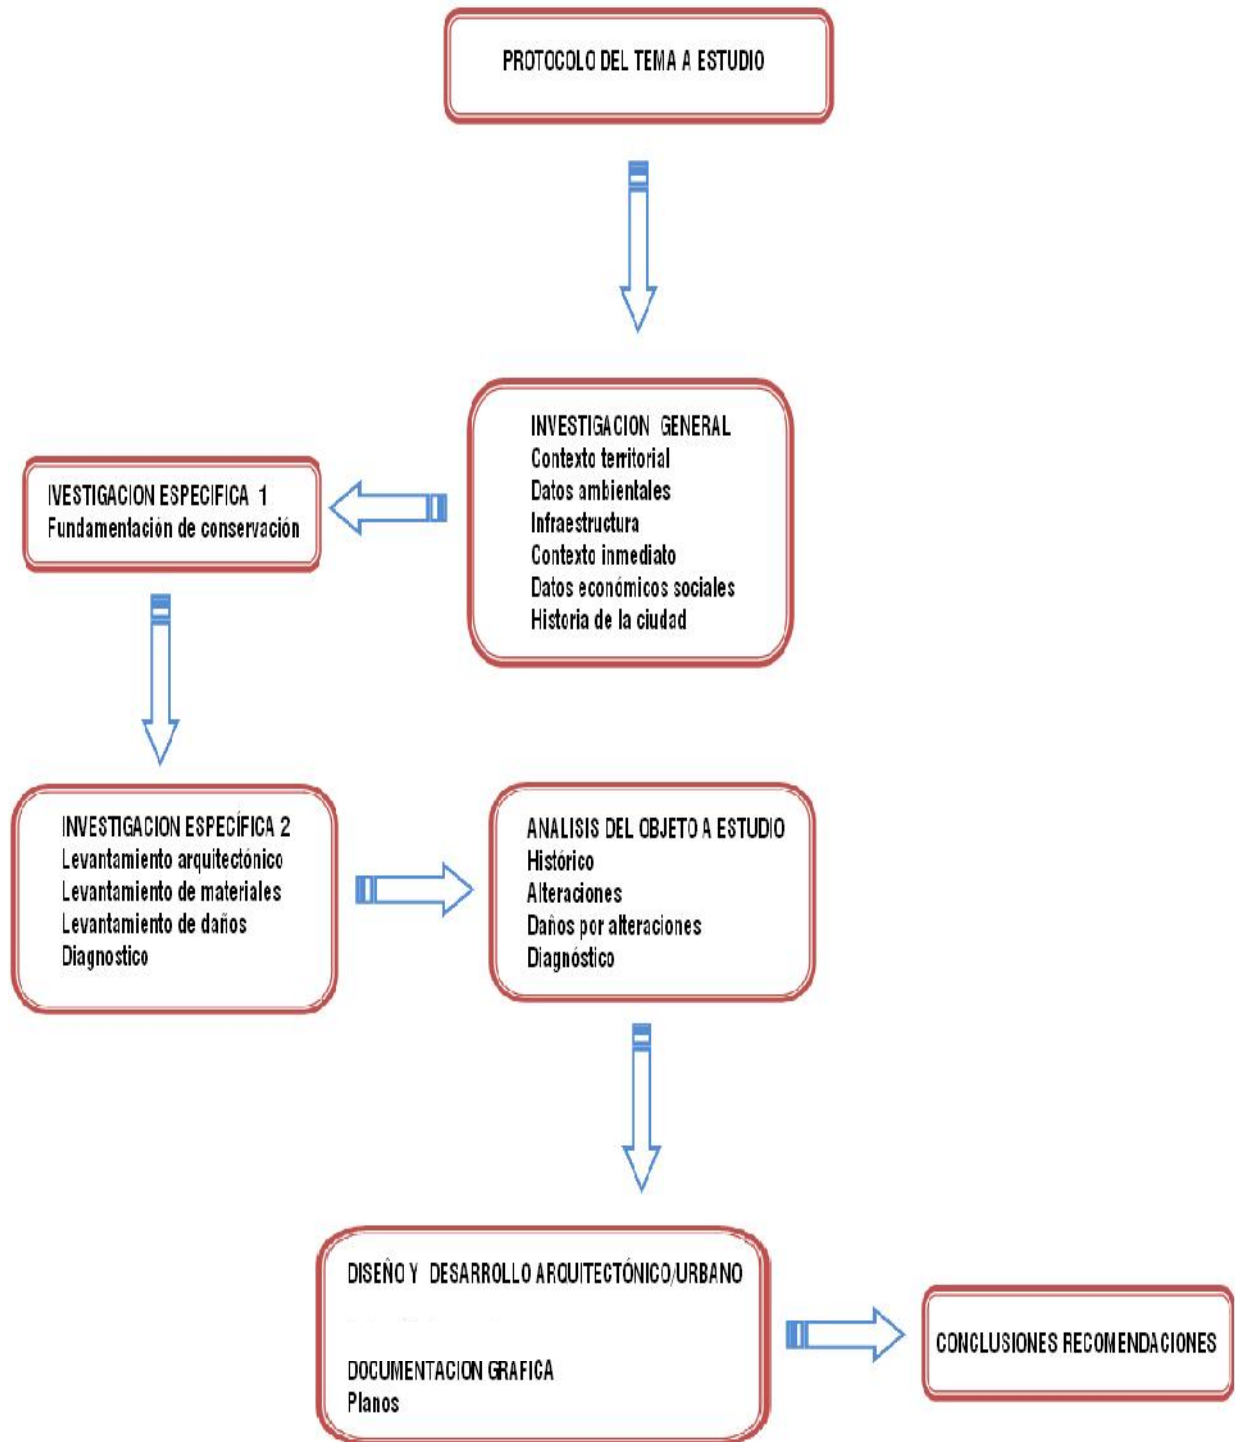 PROTOCOLO DEL TEMA A ESTUDIO
INVESTIGACION GENERAL
Contexto territorial
Datos ambientales
Infraestructura
Contexto inmediato
Datos económicos sociales
Historia de la ciudad
IVESTIGACION ESPECIFICA 1
Fundamentación de conservación
INVESTIGACION ESPECÍFICA 2
Levantamiento arquitectónico
Levantamiento de materiales
Levantamiento de daños
Diagnostico
ANALISIS DEL OBJETO A ESTUDIO
Histórico
Alteraciones
Daños por alteraciones
Diagnóstico
DISEÑO Y DESARROLLO ARQUITECTÓNICO/URBANO
DOCUMENTACION GRAFICA
Planos
CONCLUSIONES RECOMENDACIONES